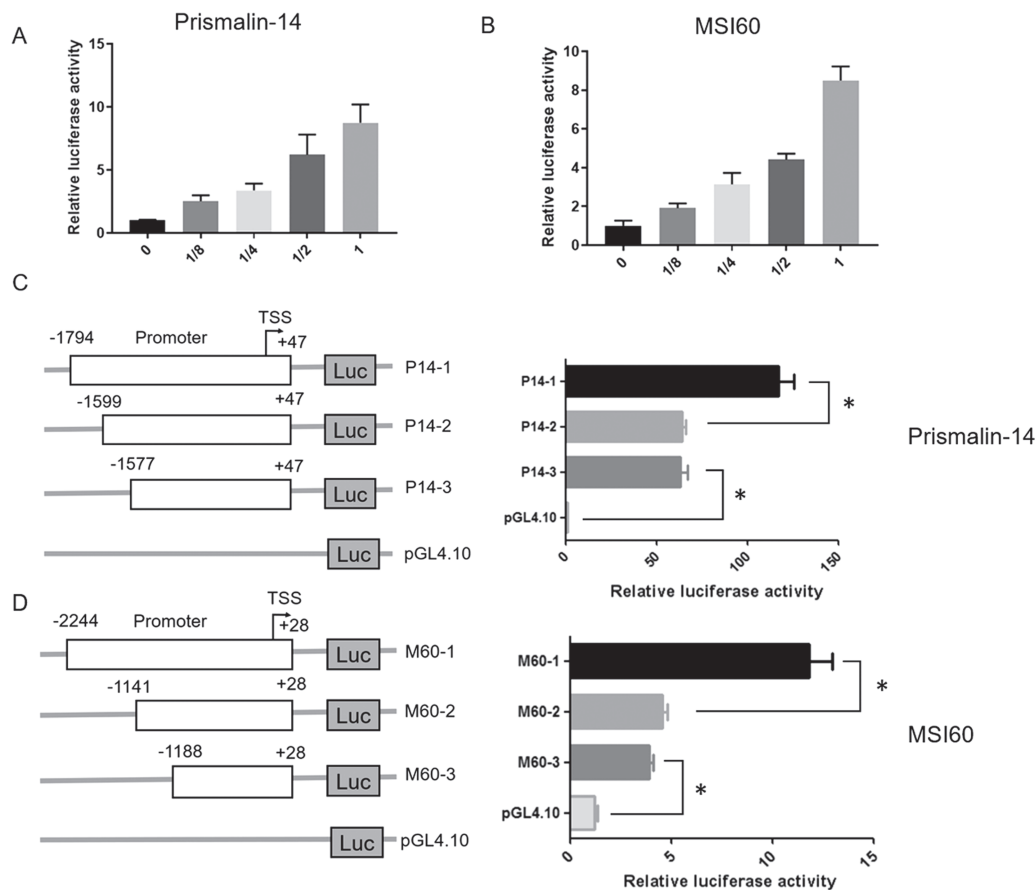 A
Prismalin-14
Relative luciferase activity
15
10
5
0
0
1/8
1/4
1/2
1
B
MSI60
Relative luciferase activity
10
8
6
4
2
0
0
1/8
1/4
1/2
1
C
-1794
Promoter
TSS
+47
Luc
P14-1
-1599
+47
Luc
P14-2
-1577
+47
Luc
P14-3
Luc
pGL4.10
P14-1
P14-2
P14-3
pGL4.10
*
*
0
50
100
150
Relative luciferase activity
Prismalin-14
D
-2244
Promoter
TSS
+28
Luc
M60-1
-1141
+28
Luc
M60-2
-1188
+28
Luc
M60-3
Luc
pGL4.10
M60-1
M60-2
M60-3
pGL4.10
*
*
0
5
10
15
Relative luciferase activity
MSI60